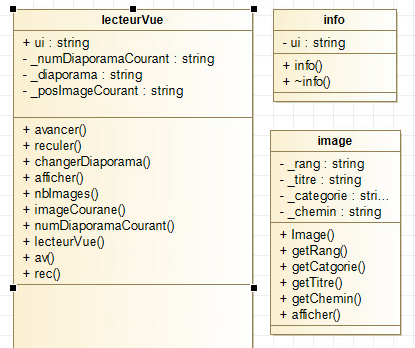 lecteurVue
+ ui : string
- _numDiaporamaCourant : string
- _diaporama : string
- _posImageCourant : string
+ avancer()
+ reculer()
+ changerDiaporama()
+ afficher()
+ nbImages()
+ imageCourane()
+ numDiaporamaCourant()
+ lecteurVue()
+ av()
+ rec()
info
- ui : string
+ info()
+ ~info()
image
- _rang : string
- _titre : string
- _categorie : stri...
- _chemin : string
+ Image()
+ getRang()
+ getCatgorie()
+ getTitre()
+ getChemin()
+ afficher()